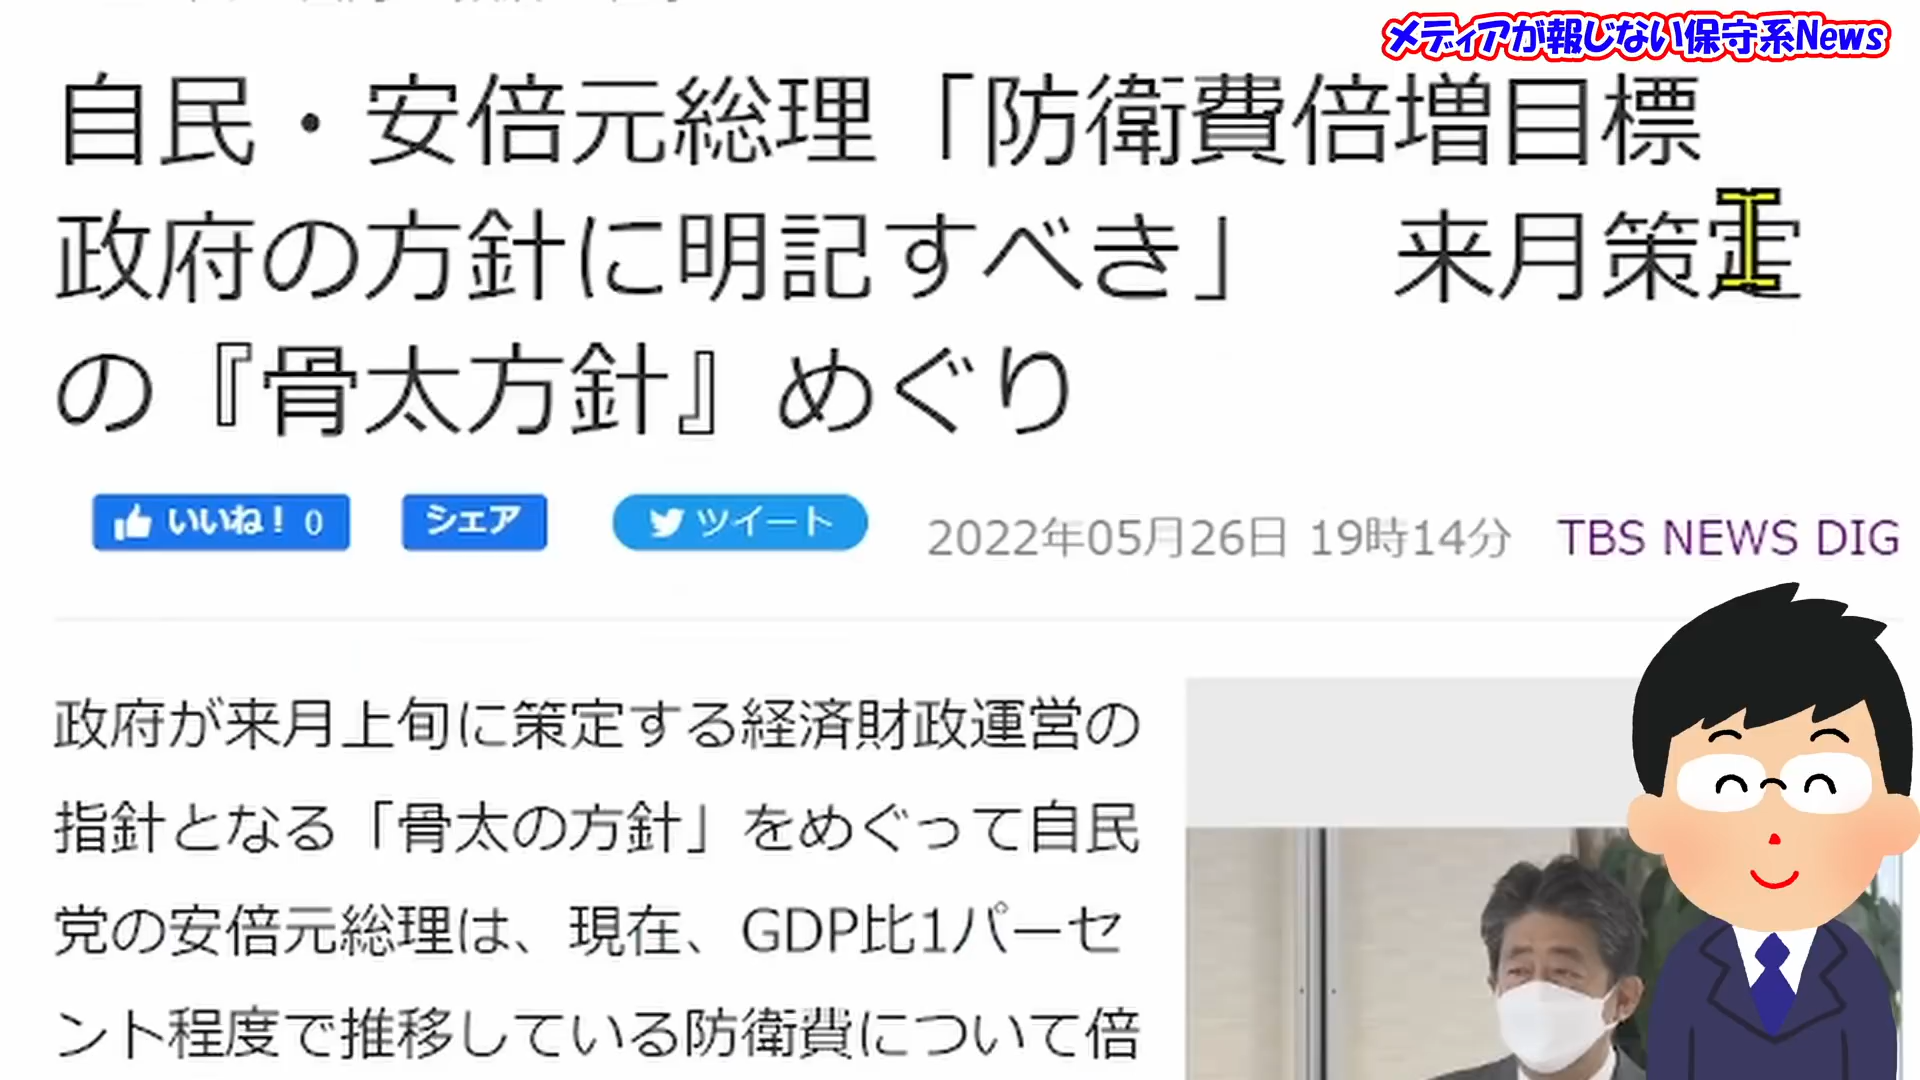 メディアが報じない保守系News
自民・安倍元総理「防衛費倍増目標
政府の方針に明記すべき」　来月策定
の『骨太方針』めぐり
いいね！ 0
シェア
ツイート
2022年05月26日 19時14分
TBS NEWS DIG
政府が来月上旬に策定する経済財政運営の
指針となる「骨太の方針」をめぐって自民
党の安倍元総理は、現在、GDP比1パーセ
ント程度で推移している防衛費について倍